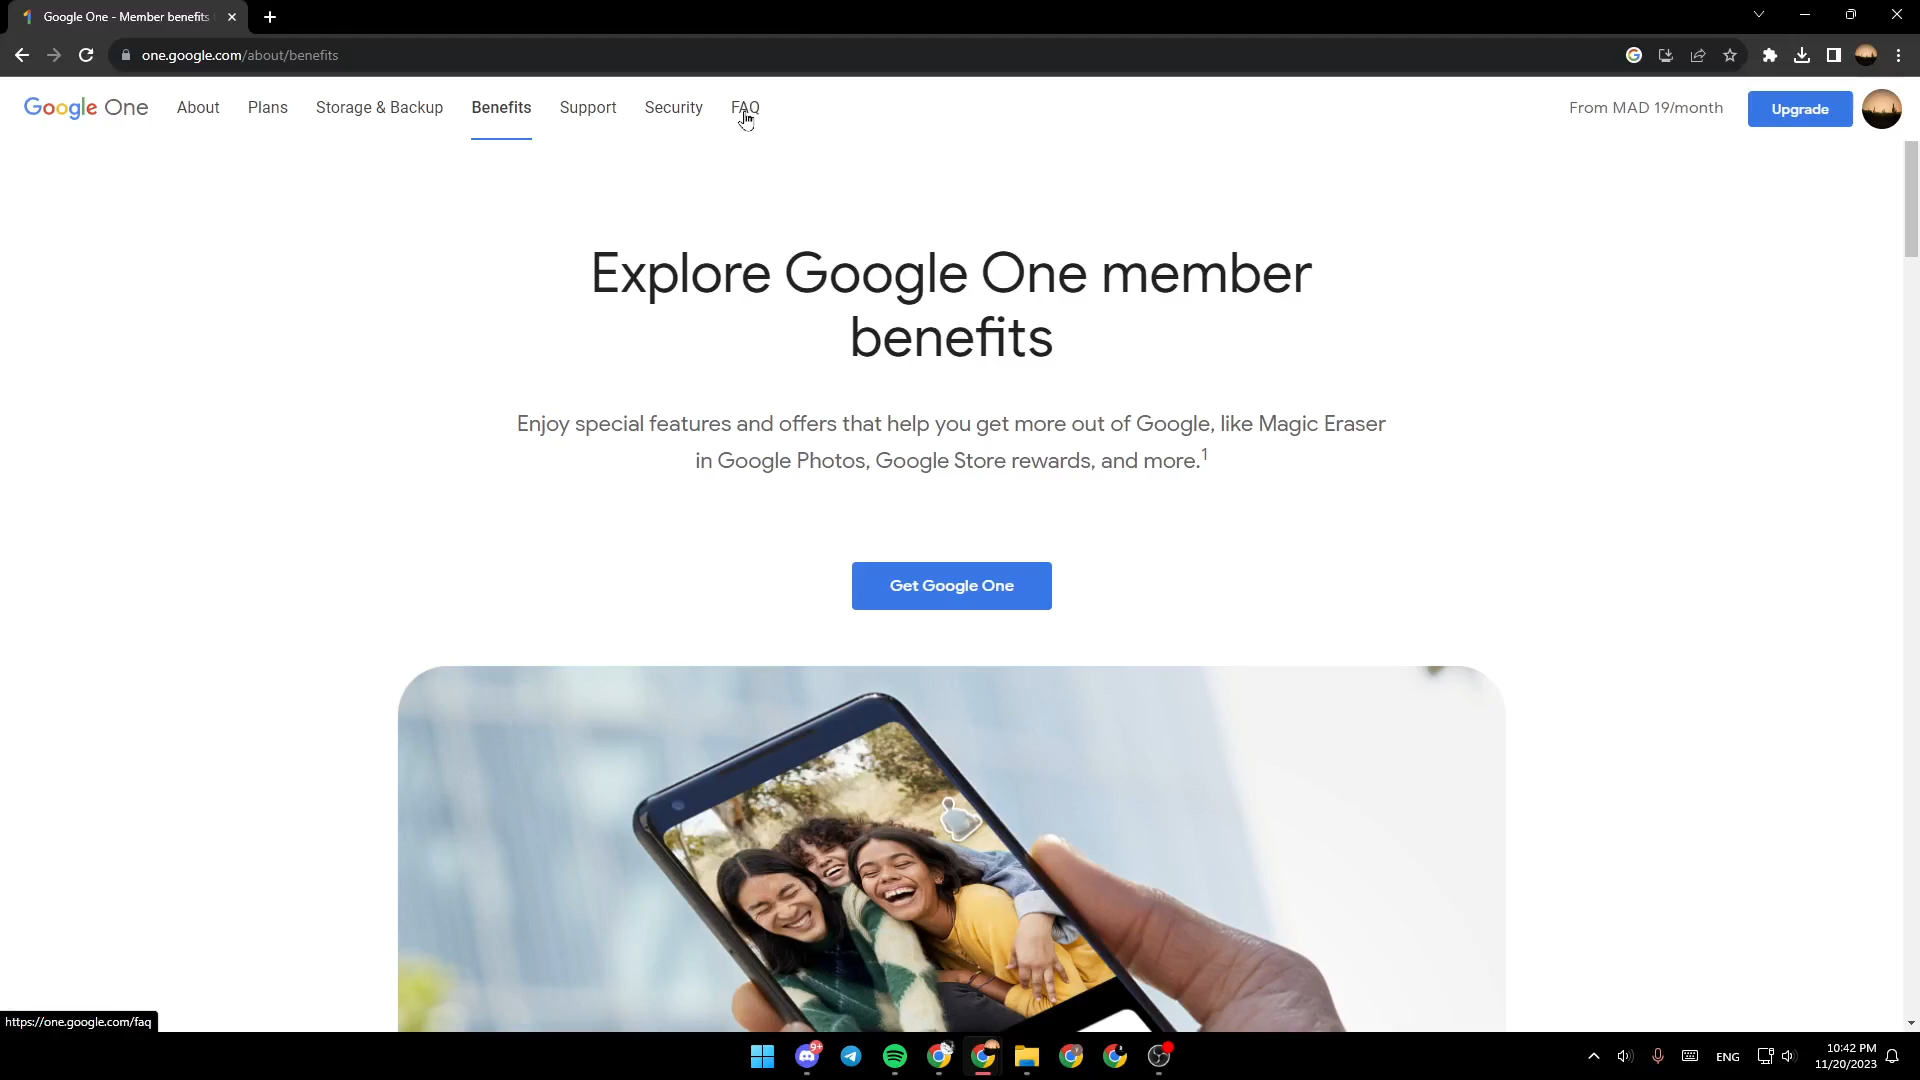 Google One - Member benefits
one.google.com/about/benefits
Google One
About
Plans
Storage & Backup
Benefits
Support
Security
FAQ
From MAD 19/month
Upgrade
Explore Google One member
benefits
Enjoy special features and offers that help you get more out of Google, like Magic Eraser
in Google Photos, Google Store rewards, and more.1
Get Google One
https://one.google.com/faq
9+
ENG
10:42 PM
11/20/2023